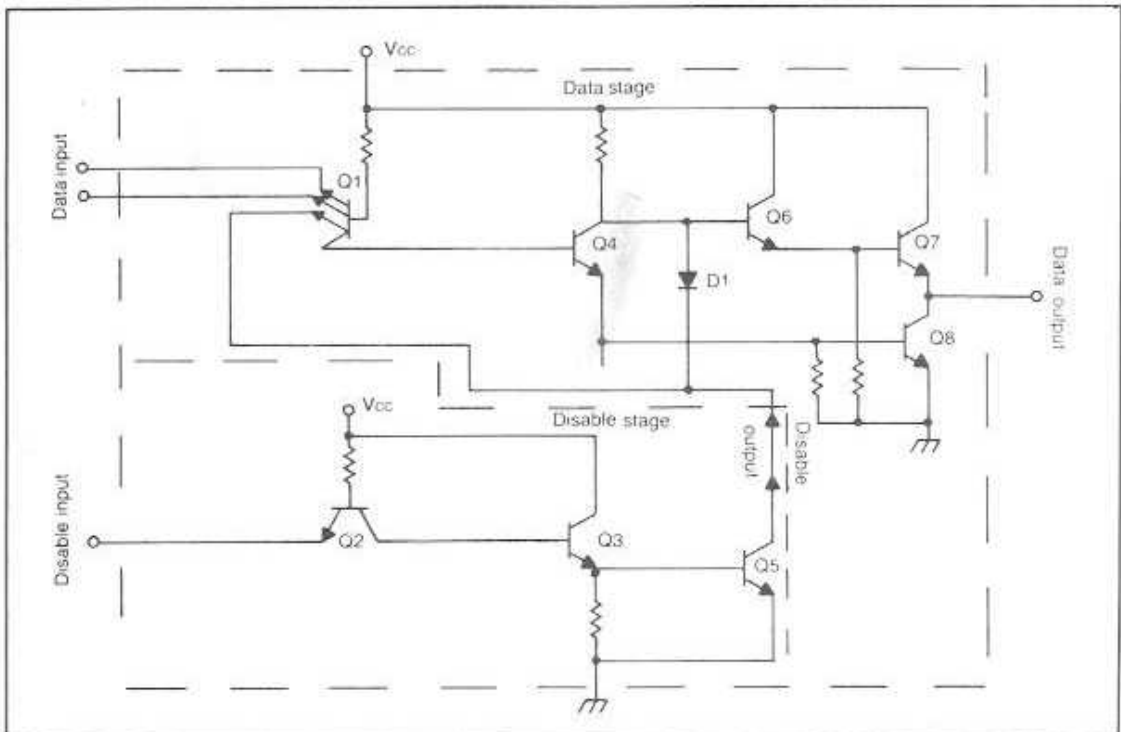 Vcc
Data stage
Data input
Q1
Q6
Q4
Q7
D1
Data output
Q8
Vcc
Disable stage
Disable output
Disable input
Q2
Q3
Q5